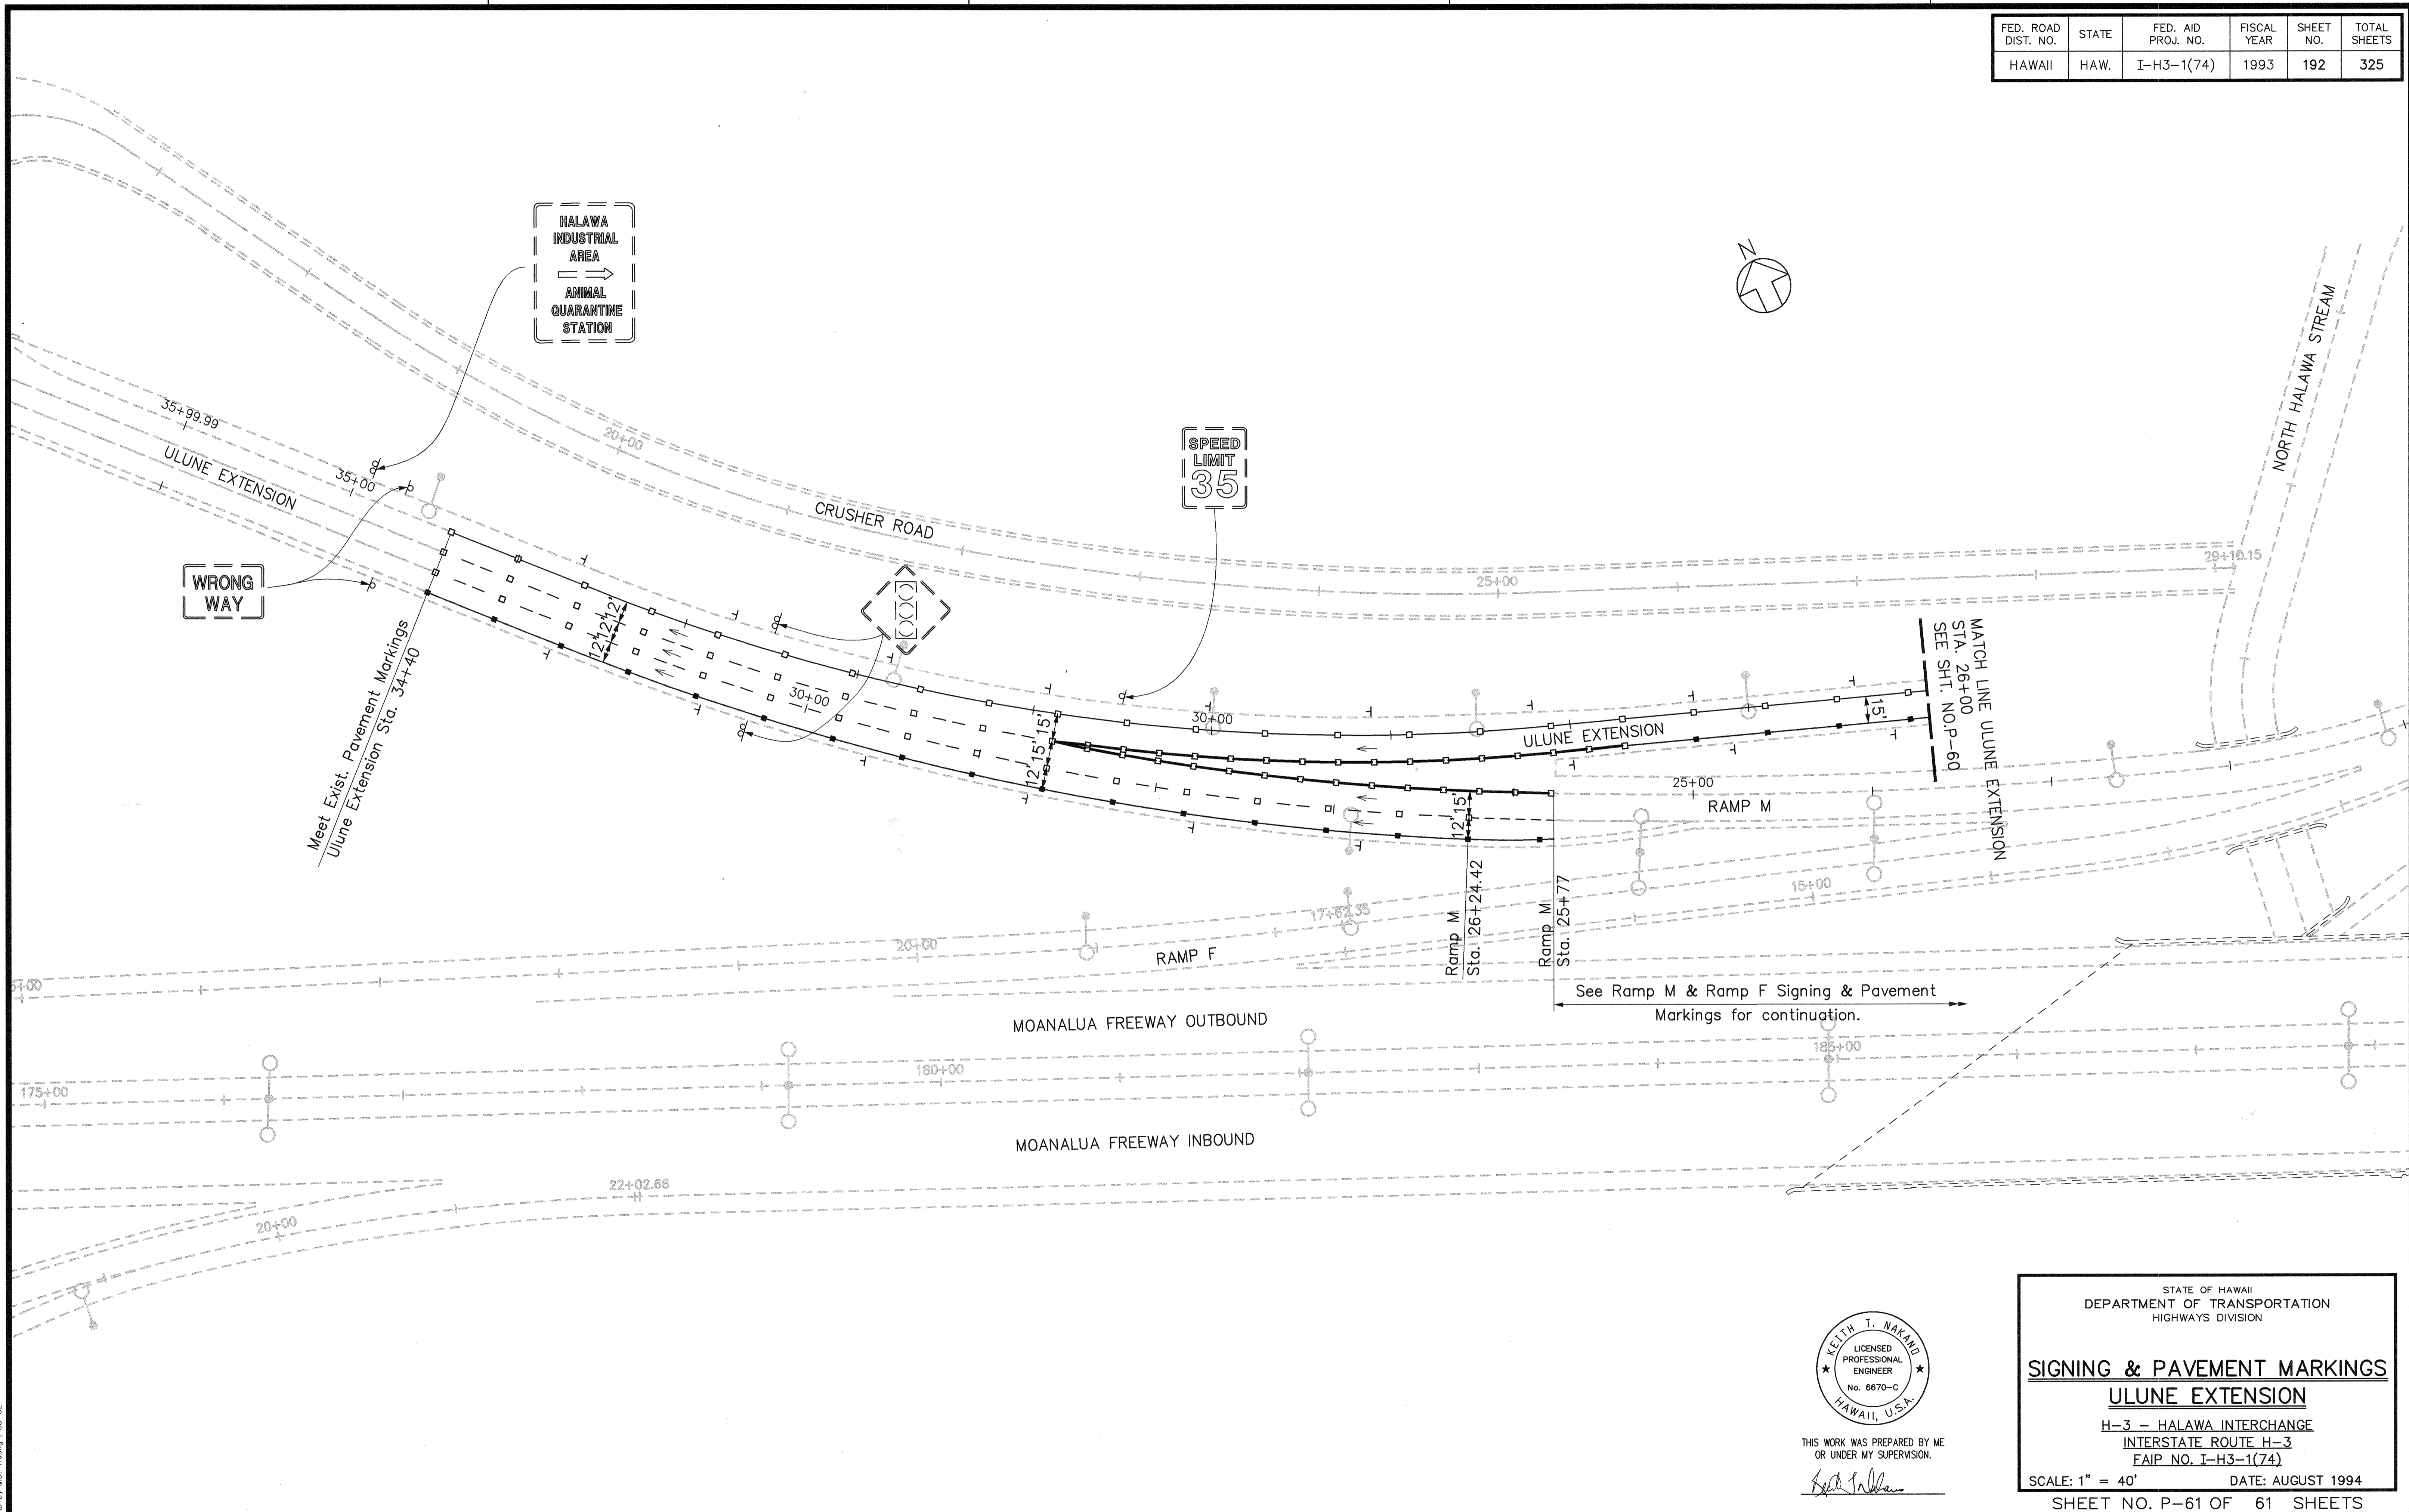 FED. ROAD DIST. NO.
STATE
FED. AID PROJ. NO.
FISCAL YEAR
SHEET NO.
TOTAL SHEETS
HAWAII
HAW.
I-H3-1(74)
1993
192
325
HALAWA
INDUSTRIAL
AREA
ANIMAL
QUARANTINE
STATION
N
NORTH HALAWA STREAM
35+99.99
ULUNE EXTENSION
35+00
20+00
CRUSHER ROAD
SPEED
LIMIT
35
25+00
29+10.15
WRONG
WAY
12'
12'
12'
30+00
Meet Exist. Pavement Markings
Ulune Extension Sta. 34+40
15'
15'
12'
30+00
ULUNE EXTENSION
15'
MATCH LINE ULUNE EXTENSION
STA. 26+00
SEE SHT. NO.P-60
25+00
RAMP M
15'
12'
Ramp M
Sta. 26+24.42
Ramp M
Sta. 25+77
15+00
17+62.35
20+00
RAMP F
See Ramp M & Ramp F Signing & Pavement
Markings for continuation.
MOANALUA FREEWAY OUTBOUND
175+00
180+00
185+00
MOANALUA FREEWAY INBOUND
22+02.66
20+00
KEITH T. NAKANO
LICENSED
PROFESSIONAL
ENGINEER
No. 6670-C
HAWAII, U.S.A.
THIS WORK WAS PREPARED BY ME
OR UNDER MY SUPERVISION.
STATE OF HAWAII
DEPARTMENT OF TRANSPORTATION
HIGHWAYS DIVISION
SIGNING & PAVEMENT MARKINGS
ULUNE EXTENSION
H-3 - HALAWA INTERCHANGE
INTERSTATE ROUTE H-3
FAIP NO. I-H3-1(74)
SCALE: 1" = 40'
DATE: AUGUST 1994
SHEET NO. P-61 OF 61 SHEETS